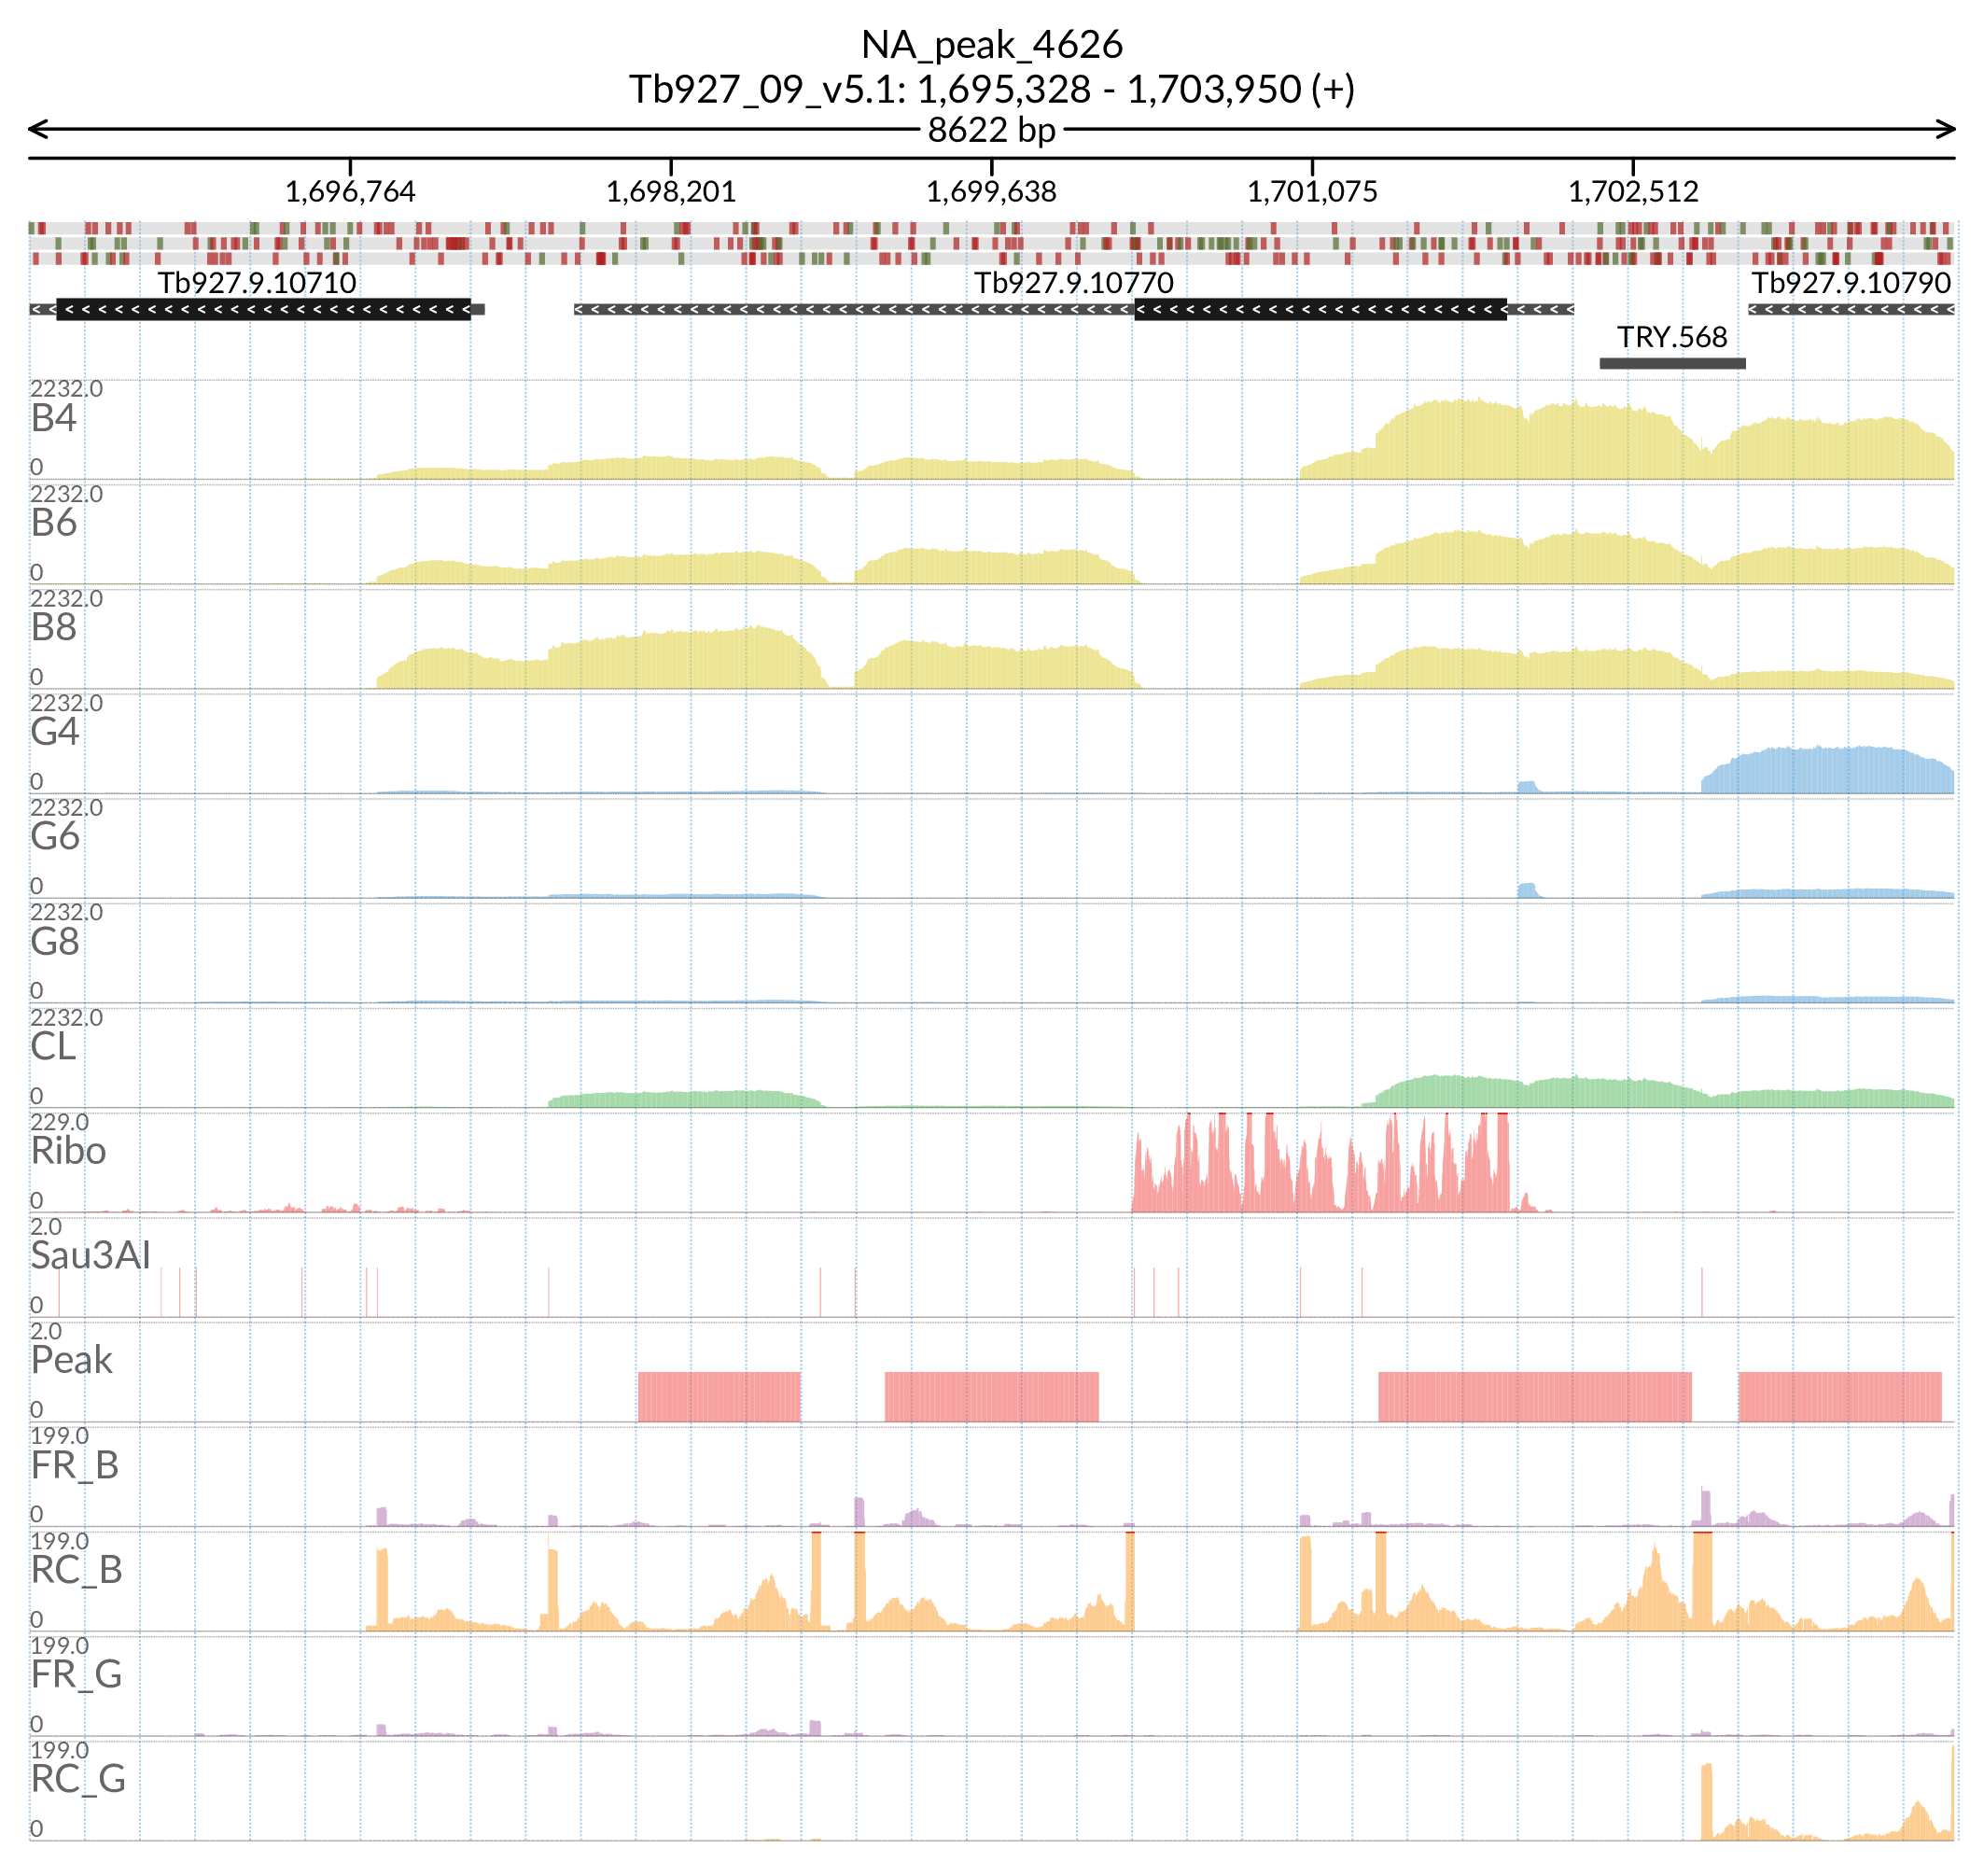 NA_peak_4626
Tb927_09_v5.1: 1,695,328 - 1,703,950 (+)
8622 bp
1,696,764 1,698,201 1,699,638 1,701,075 1,702,512
Tb927.9.10710 Tb927.9.10770 Tb927.9.10790
TRY.568
2232.0
B4
0
2232.0
B6
0
2232.0
B8
0
2232.0
G4
0
2232.0
G6
0
2232.0
G8
0
2232.0
CL
0
229.0
Ribo
0
2.0
Sau3AI
0
2.0
Peak
0
199.0
FR_B
0
199.0
RC_B
0
199.0
FR_G
0
199.0
RC_G
0